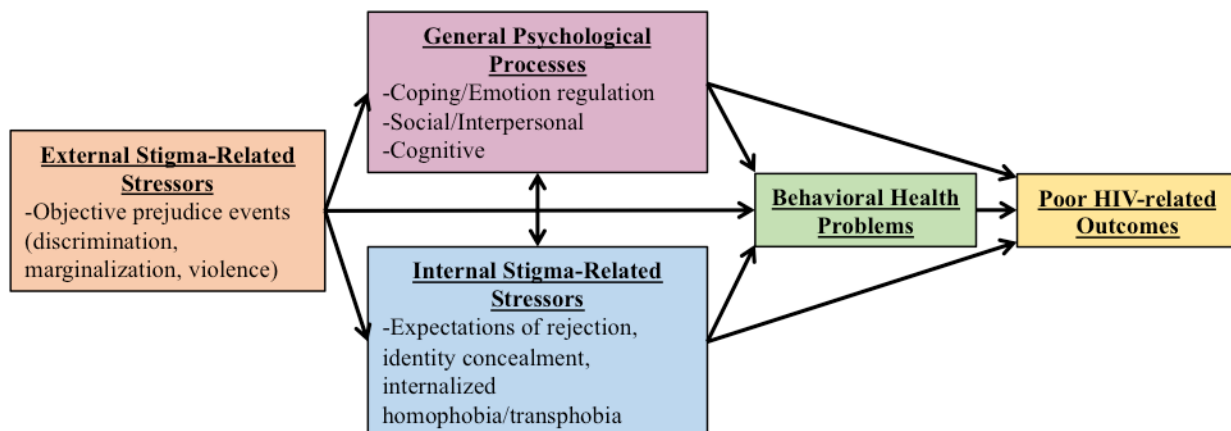 General Psychological
Processes
-Coping/Emotion regulation
-Social/Interpersonal
-Cognitive
External Stigma-Related
Stressors
-Objective prejudice events
(discrimination,
marginalization, violence)
Behavioral Health
Problems
Poor HIV-related
Outcomes
Internal Stigma-Related
Stressors
-Expectations of rejection,
identity concealment,
internalized
homophobia/transphobia